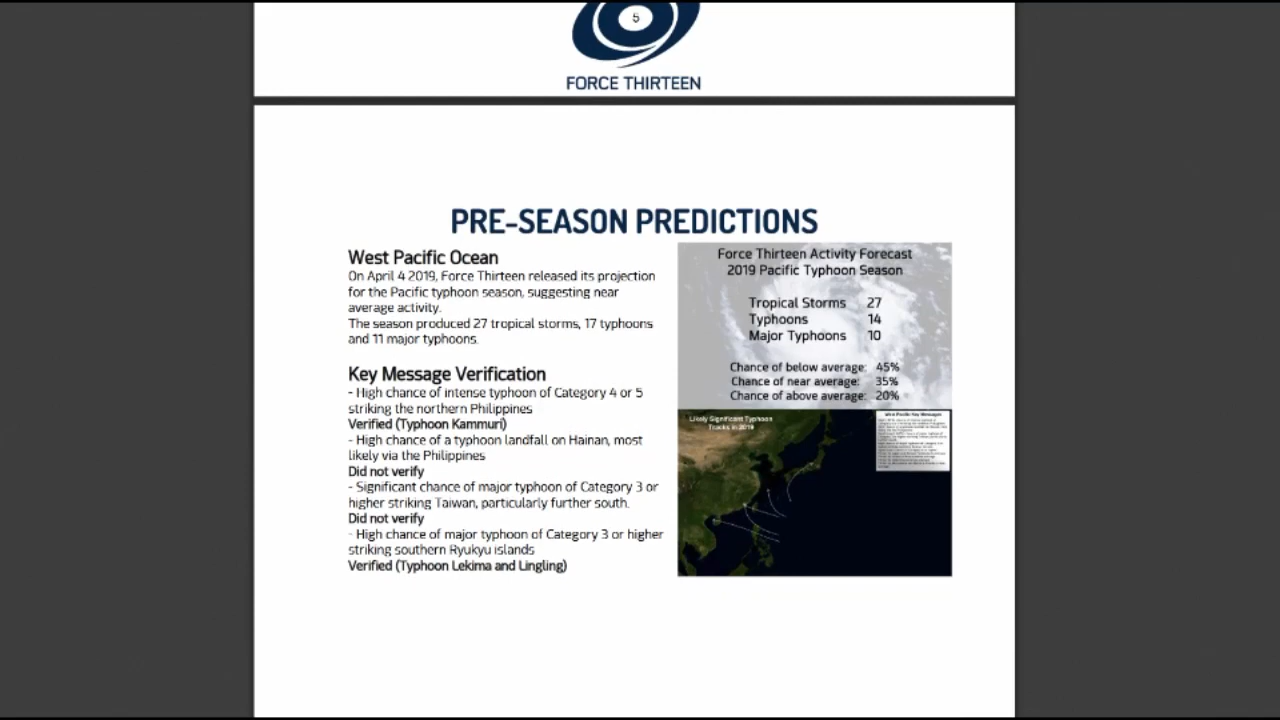 5
FORCE THIRTEEN
PRE-SEASON PREDICTIONS
West Pacific Ocean
On April 4 2019, Force Thirteen released its projection
for the Pacific typhoon season, suggesting near
average activity.
The season produced 27 tropical storms, 17 typhoons
and 11 major typhoons.
Key Message Verification
- High chance of intense typhoon of Category 4 or 5
striking the northern Philippines
Verified (Typhoon Kammuri)
- High chance of a typhoon landfall on Hainan, most
likely via the Philippines
Did not verify
- Significant chance of major typhoon of Category 3 or
higher striking Taiwan, particularly further south.
Did not verify
- High chance of major typhoon of Category 3 or higher
striking southern Ryukyu islands
Verified (Typhoon Lekima and Lingling)
Force Thirteen Activity Forecast
2019 Pacific Typhoon Season
Tropical Storms 27
Typhoons 14
Major Typhoons 10
Chance of below average: 45%
Chance of near average: 35%
Chance of above average: 20%
Likely Significant Typhoon
Tracks in 2019
West Pacific Key Messages